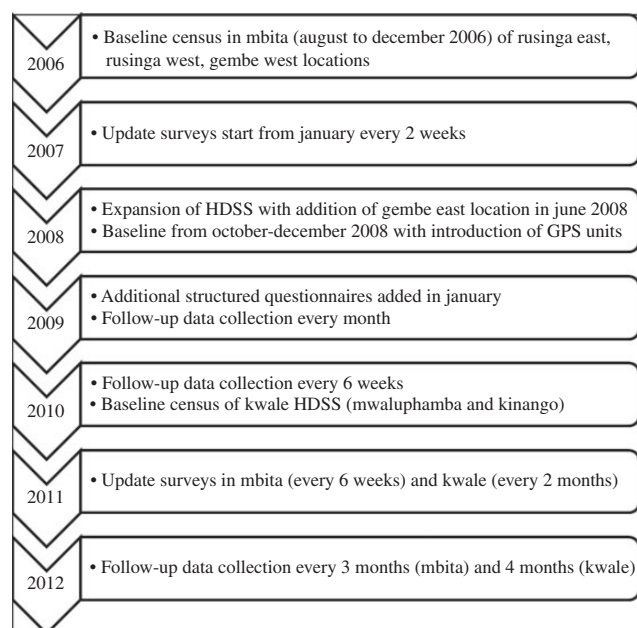 2006
• Baseline census in mbita (august to december 2006) of rusinga east,
rusinga west, gembe west locations
2007
• Update surveys start from january every 2 weeks
2008
• Expansion of HDSS with addition of gembe east location in june 2008
• Baseline from october-december 2008 with introduction of GPS units
2009
• Additional structured questionnaires added in january
• Follow-up data collection every month
2010
• Follow-up data collection every 6 weeks
• Baseline census of kwale HDSS (mwaluphamba and kinango)
2011
• Update surveys in mbita (every 6 weeks) and kwale (every 2 months)
2012
• Follow-up data collection every 3 months (mbita) and 4 months (kwale)